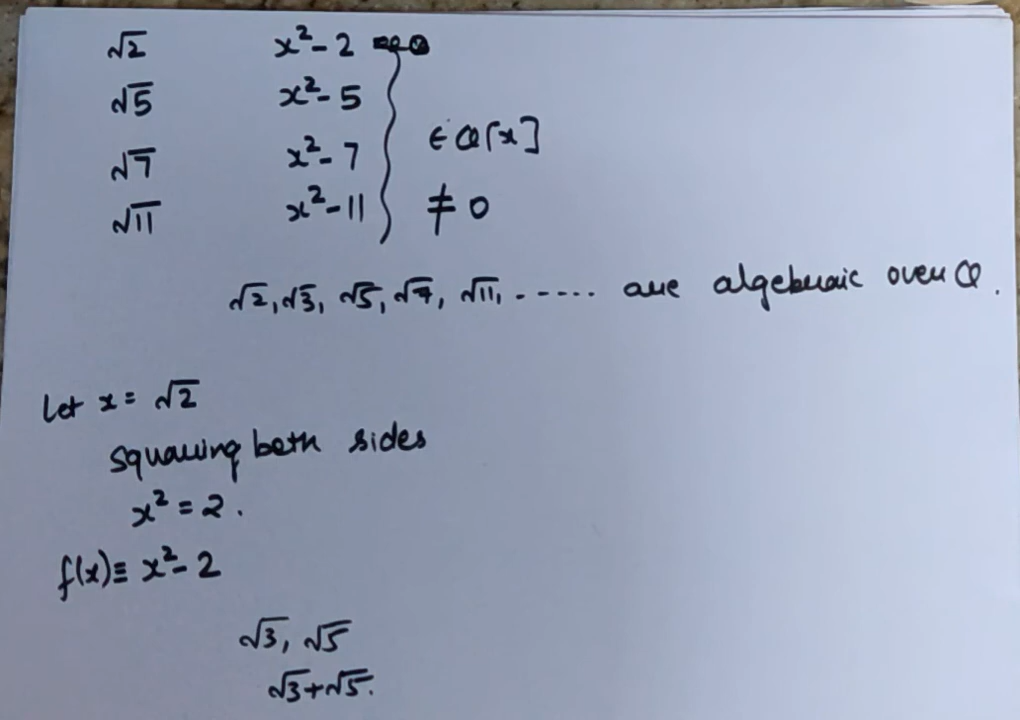 √2 x²-2
√5 x²-5
√7 x²-7 ∈ Q[x]
√11 x²-11 ≠ 0
√2, √3, √5, √7, √11, ------ are algebraic over Q.
Let x = √2
Squaring both sides
x² = 2.
f(x) ≡ x²-2
√3, √5
√3+√5.